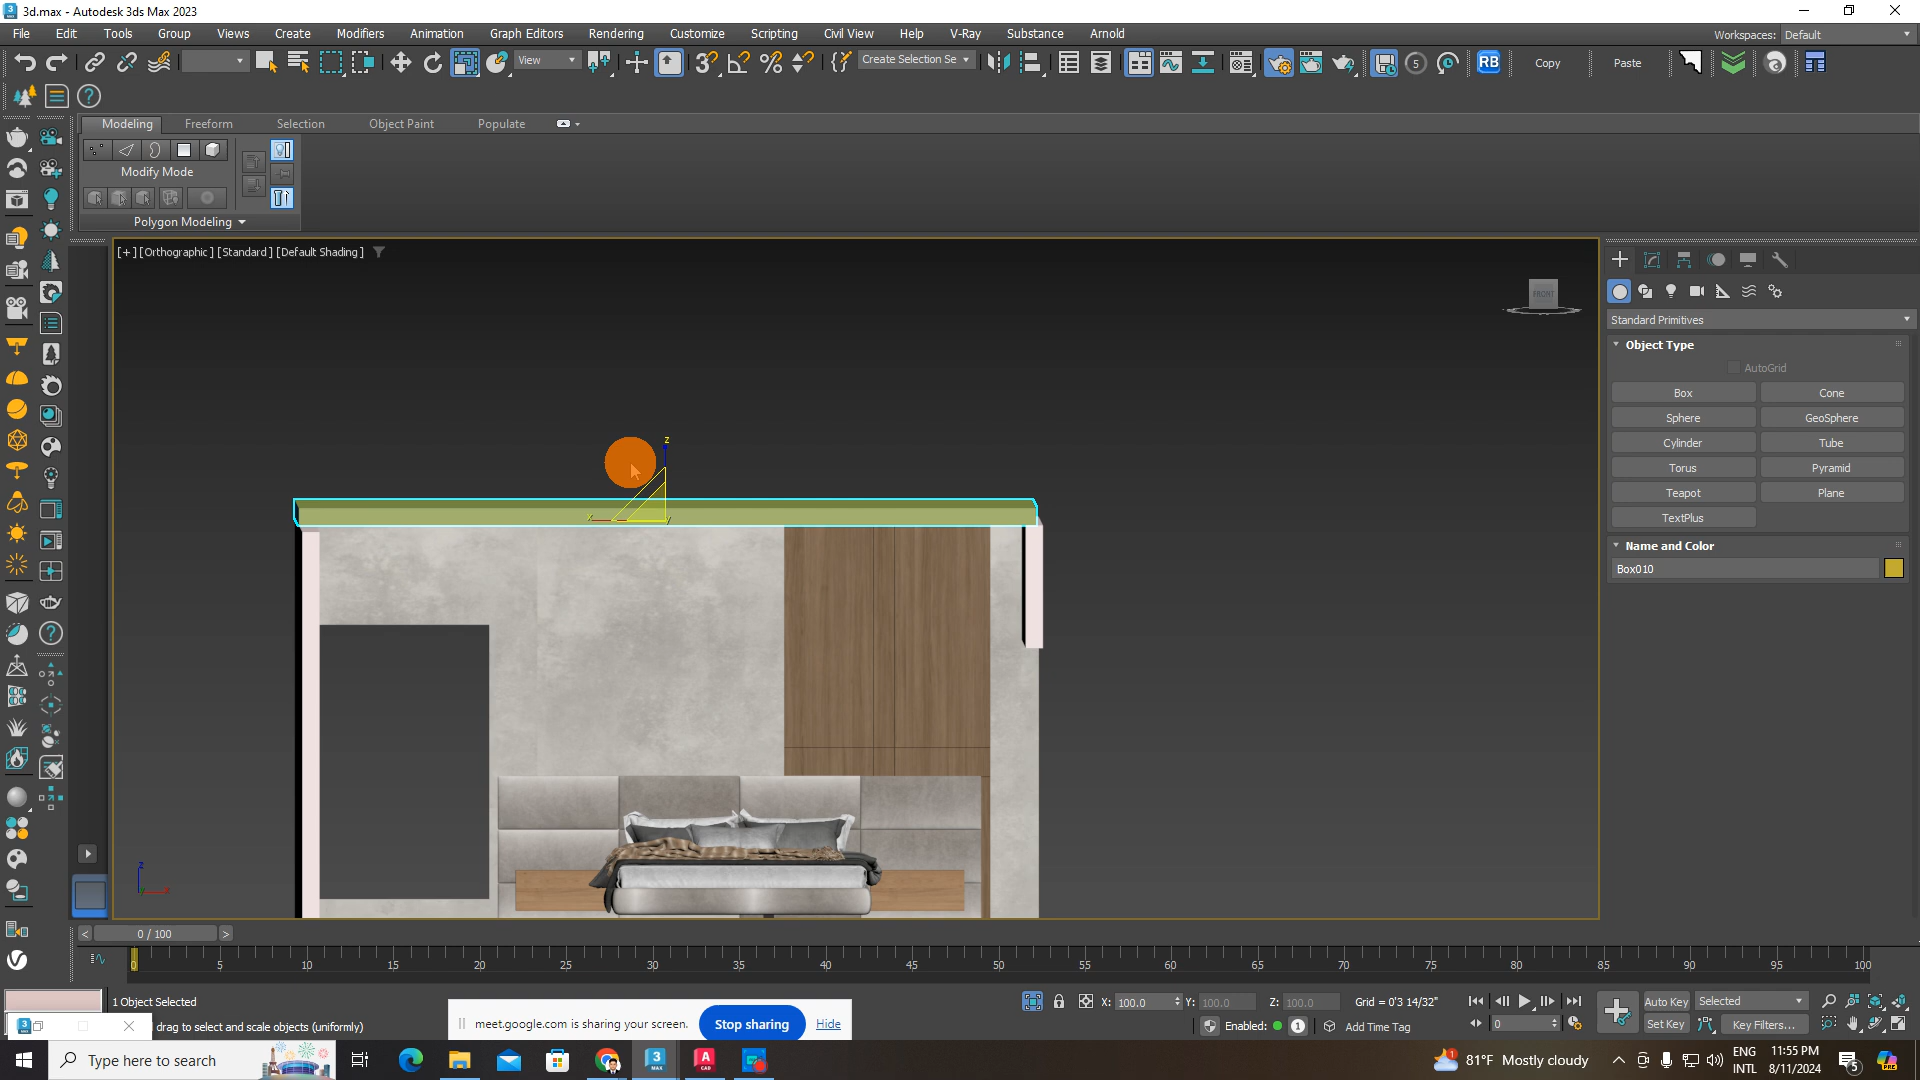 3d.max - Autodesk 3ds Max 2023
File Edit Tools Group Views Create Modifiers Animation Graph Editors Rendering Customize Scripting Civil View Help V-Ray Substance Arnold Workspaces: Default
View Create Selection Se 5 RB Copy Paste
Modeling Freeform Selection Object Paint Populate
Modify Mode
Polygon Modeling
[+] [Orthographic ] [Standard ] [Default Shading ]
FRONT
Standard Primitives
Object Type
AutoGrid
Box Cone
Sphere GeoSphere
Cylinder Tube
Torus Pyramid
Teapot Plane
TextPlus
Name and Color
Box010
z
x y
z
x
< 0 / 100 >
0 5 10 15 20 25 30 35 40 45 50 55 60 65 70 75 80 85 90 95 100
1 Object Selected
drag to select and scale objects (uniformly)
X: 100.0 Y: 100.0 Z: 100.0 Grid = 0'3 14/32"
Enabled: 1 Add Time Tag
Auto Key Selected
0 Set Key Key Filters...
meet.google.com is sharing your screen. Stop sharing Hide
Type here to search
81°F Mostly cloudy
ENG
INTL
11:55 PM
8/11/2024
5